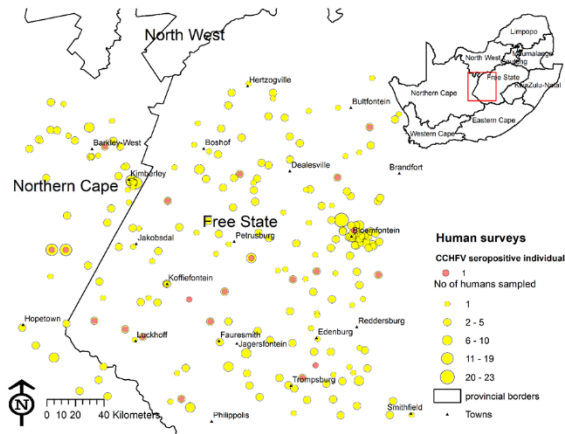 North West
Hertzogville
Bultfontein
Barkley-West
Boshof
Dealesville
Brandfort
Kimberley
Northern Cape
Free State
Petrusburg
Bloemfontein
Jakobsdal
Koffiefontein
Hopetown
Luckhoff
Fauresmith
Jagersfontein
Edenburg
Reddersburg
Trompsburg
Philippolis
Smithfield
N
0 10 20 40
Kilometers
Limpopo
North West
Mpumalanga
Gauteng
Free State
KwaZulu-Natal
Northern Cape
Eastern Cape
Western Cape
Human surveys
CCHFV seropositive individual
1
No of humans sampled
1
2 - 5
6 - 10
11 - 19
20 - 23
provincial borders
Towns